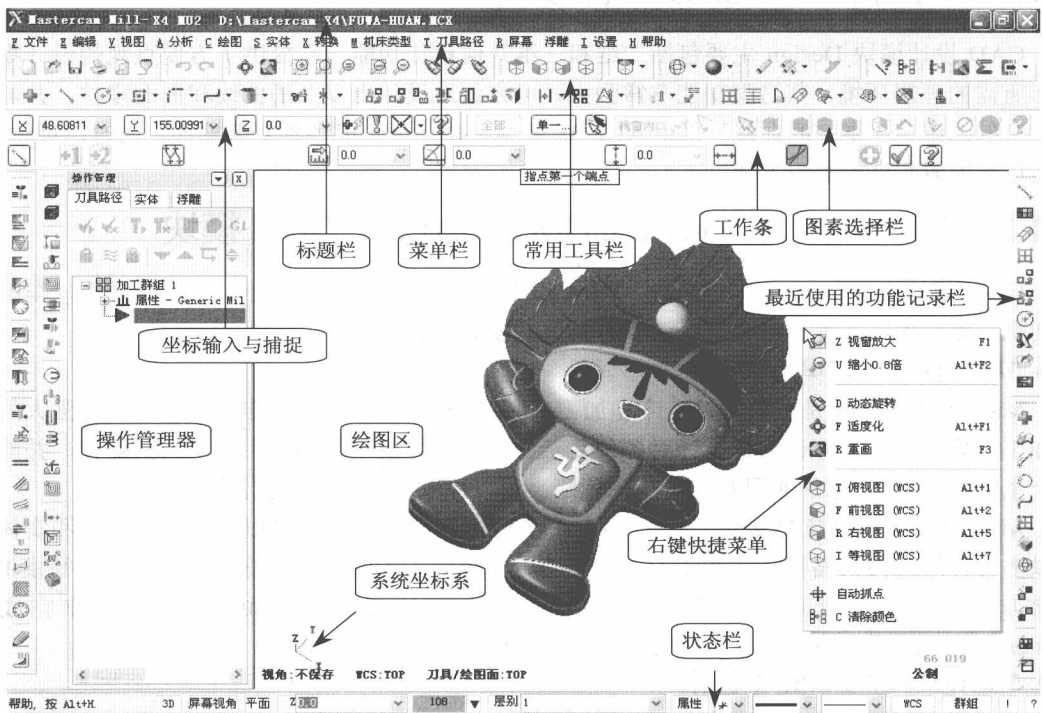 Mastercam Mill-X4 MU2 D:\Mastercam X4\FUWA-HUAN.MCX
F 文件 E 编辑 V 视图 A 分析 C 绘图 S 实体 X 转换 M 机床类型 T 刀具路径 R 屏幕 浮雕 I 设置 H 帮助
X 48.60811 Y 155.00991 Z 0.0 全部 单一...
+1 +2 0.0 0.0 0.0
操作管理
指点第一个端点
刀具路径 实体 浮雕
G1
标题栏 菜单栏 常用工具栏 工作条 图素选择栏
加工群组 1
属性 - Generic Mil
坐标输入与捕捉
最近使用的功能记录栏
Z 视窗放大 F1
U 缩小0.8倍 Alt+F2
D 动态旋转
F 适度化 Alt+F1
R 重画 F3
T 俯视图 (WCS) Alt+1
F 前视图 (WCS) Alt+2
R 右视图 (WCS) Alt+5
I 等视图 (WCS) Alt+7
自动抓点
C 清除颜色
操作管理器
绘图区
右键快捷菜单
系统坐标系
状态栏
Z Y
66 019
视角:不保存 WCS:TOP 刀具/绘图面:TOP 公制
帮助, 按 Alt+H. 3D 屏幕视角 平面 Z 0.0 108 层别 1 属性 WCS 群组 ! ?